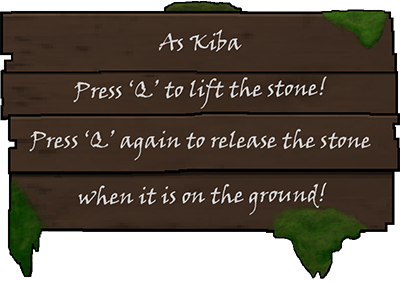 As Kiba
Press ‘Q’ to lift the stone!
Press ‘Q’ again to release the stone
when it is on the ground!